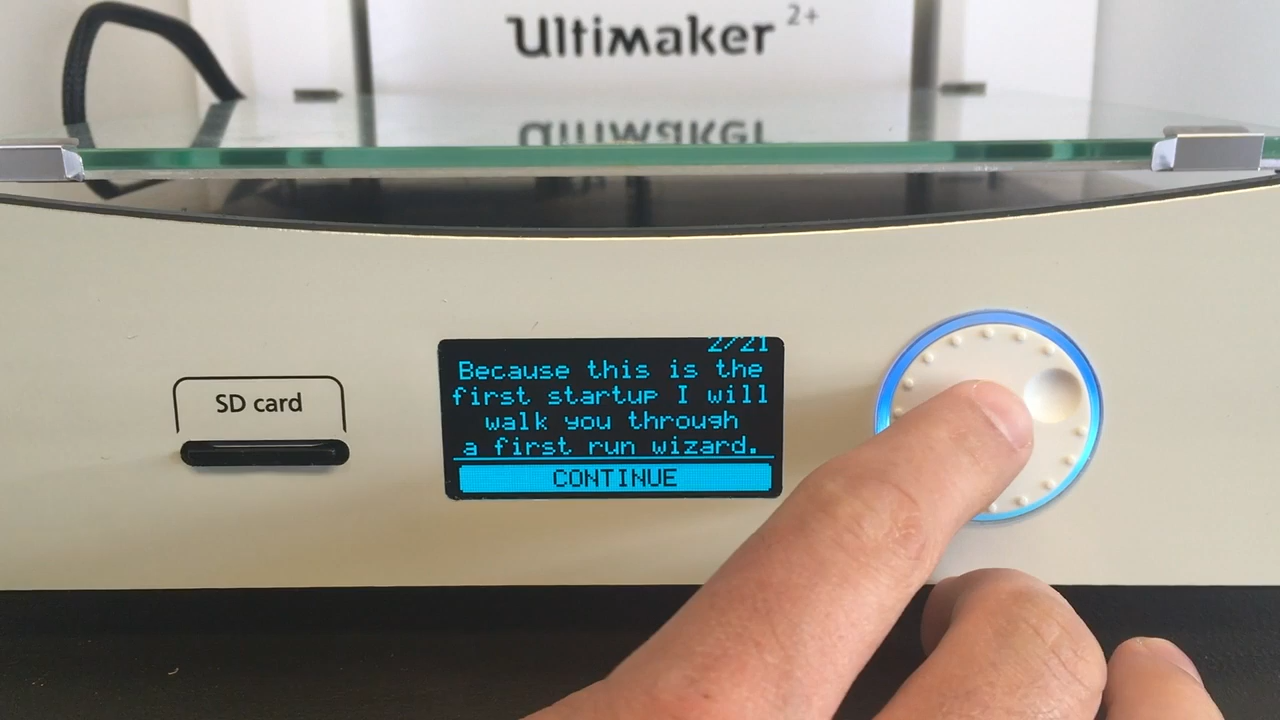 Ultimaker 2+
2/21
Because this is the
first startup I will
walk you through
a first run wizard.
CONTINUE
SD card